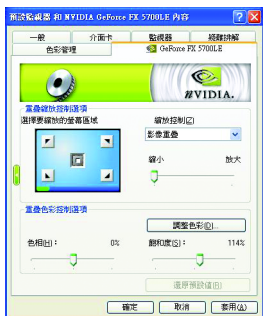 預設監視器 和 NVIDIA GeForce FX 5700LE 內容
一般 介面卡 監視器 疑難排解
色彩管理 GeForce FX 5700LE
nVIDIA.
重疊縮放控制選項
選擇要縮放的螢幕區域 縮放控制(Z)
影像重疊
縮小 放大
重疊色彩控制選項
調整色彩(D)...
色相(H): 0% 飽和度(S): 114%
還原預設值(R)
確定 取消 套用(A)